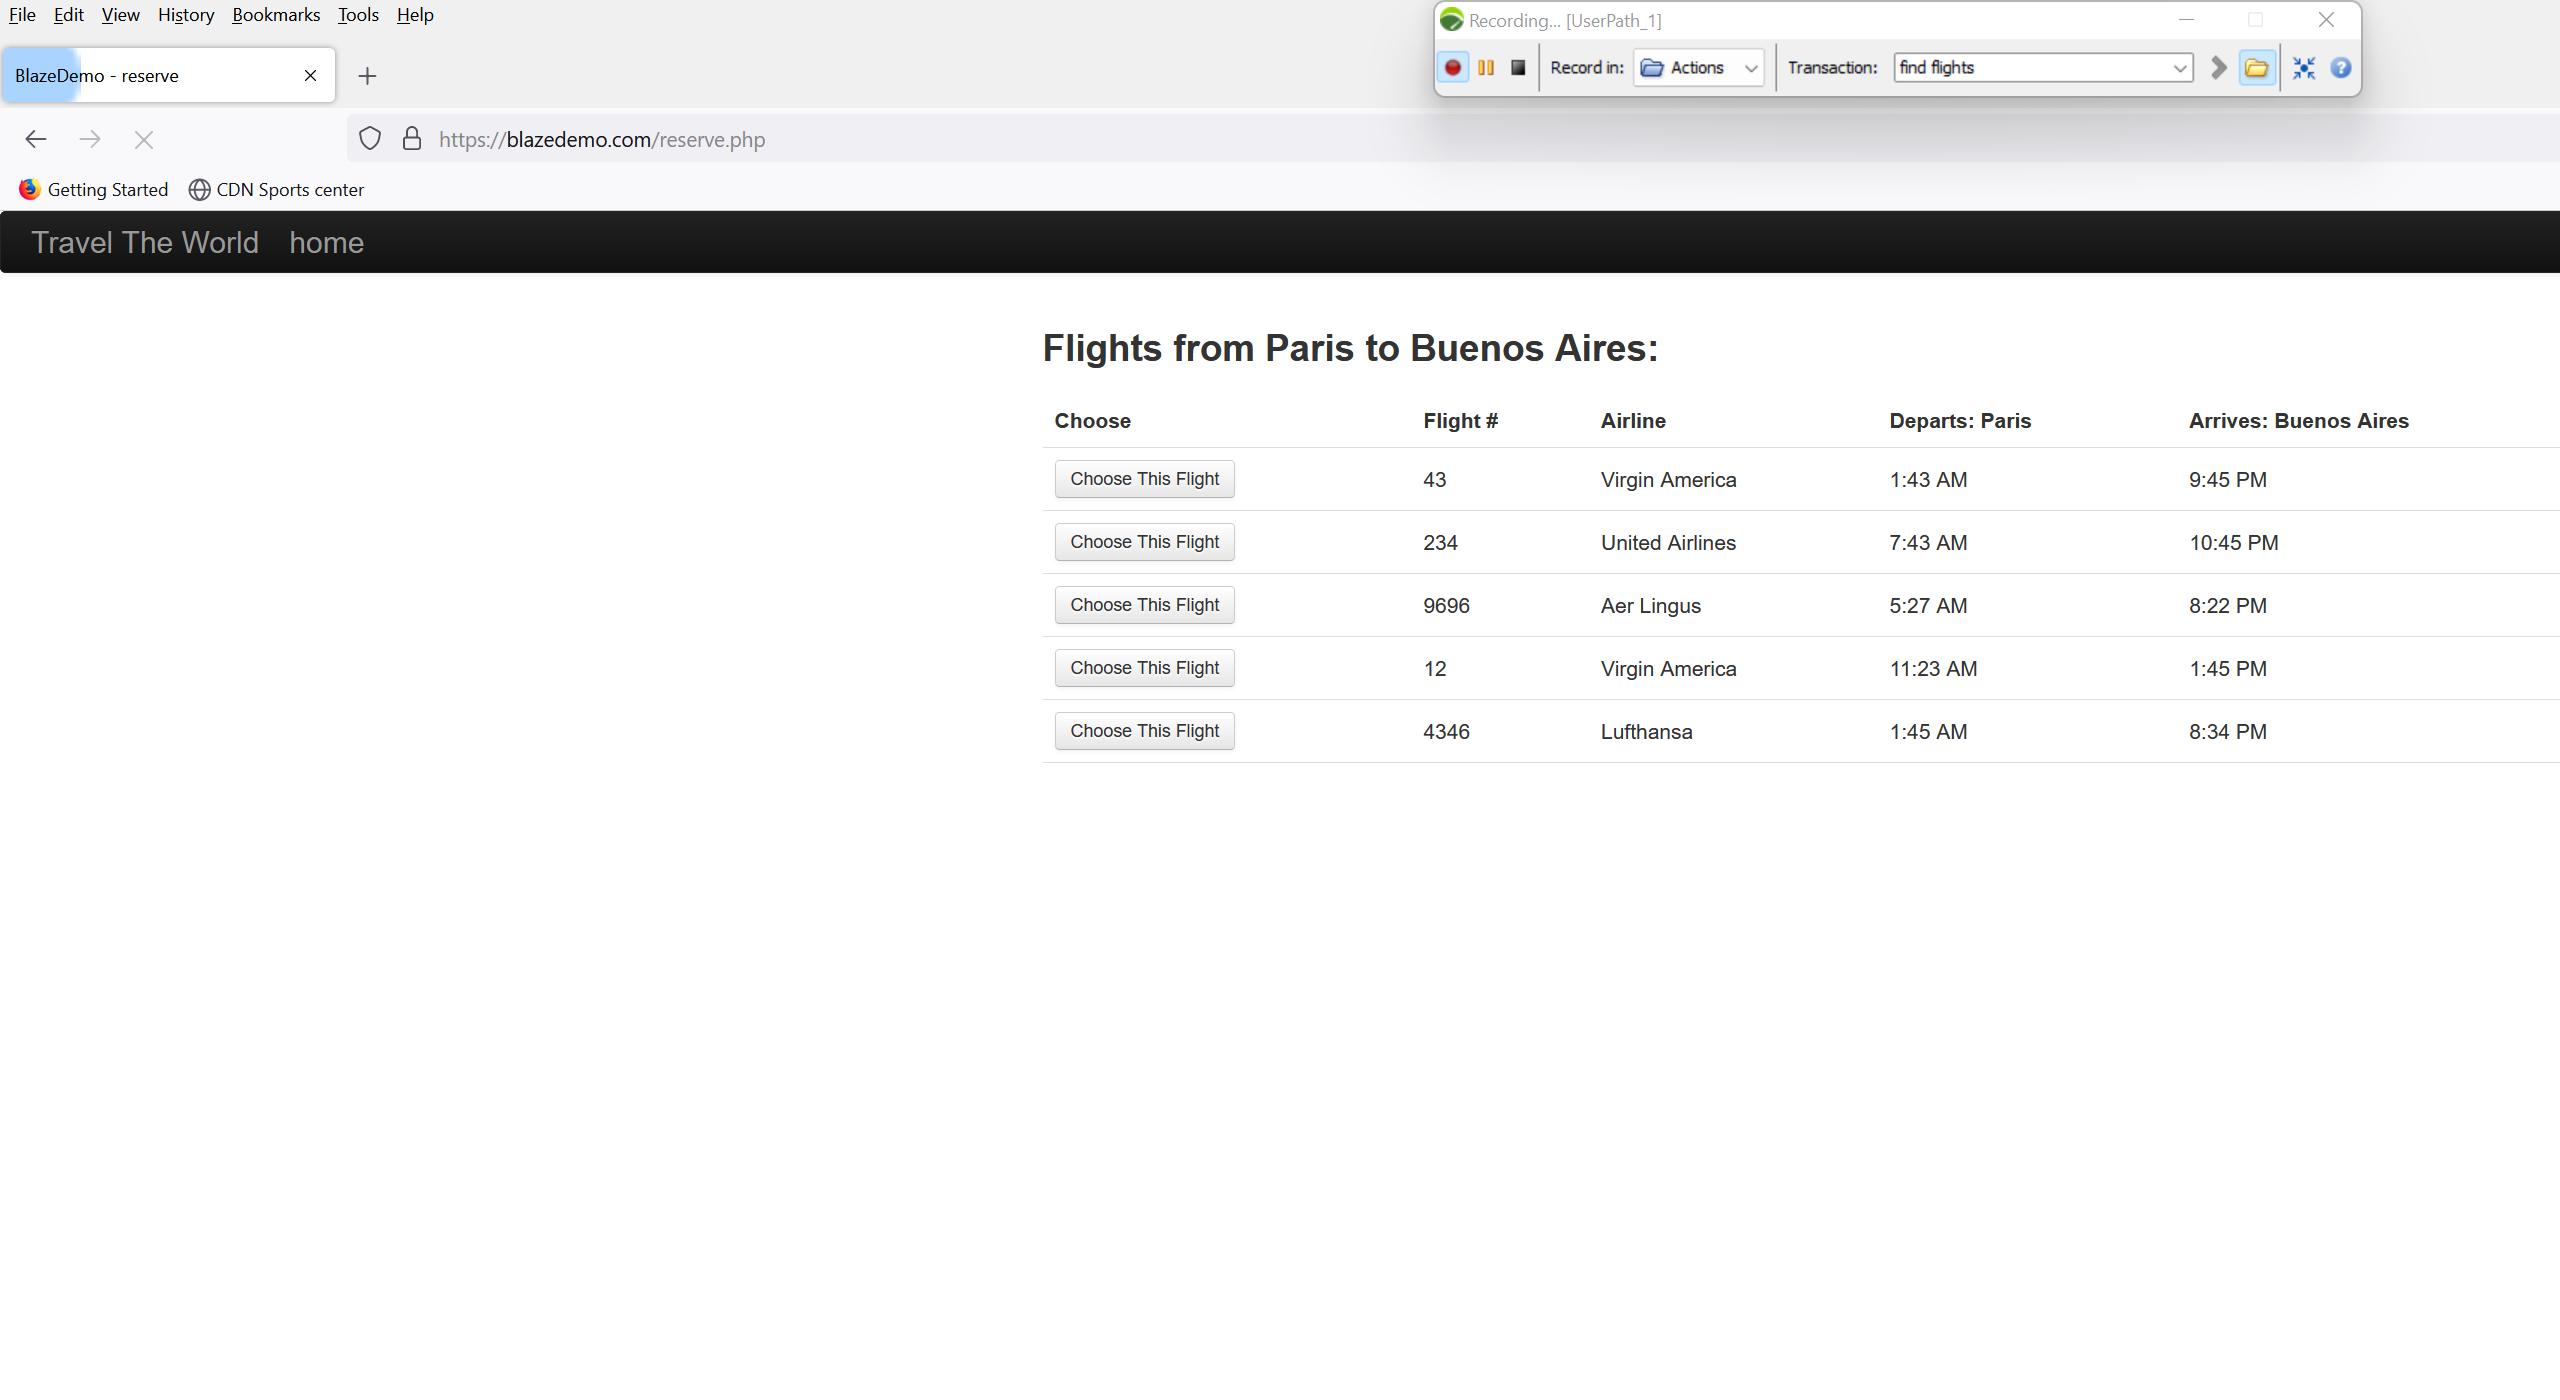 File Edit View History Bookmarks Tools Help
Recording... [UserPath_1]
BlazeDemo - reserve
Record in: Actions Transaction: find flights
https://blazedemo.com/reserve.php
Getting Started CDN Sports center
Travel The World home
Flights from Paris to Buenos Aires:
Choose Flight # Airline Departs: Paris Arrives: Buenos Aires
Choose This Flight 43 Virgin America 1:43 AM 9:45 PM
Choose This Flight 234 United Airlines 7:43 AM 10:45 PM
Choose This Flight 9696 Aer Lingus 5:27 AM 8:22 PM
Choose This Flight 12 Virgin America 11:23 AM 1:45 PM
Choose This Flight 4346 Lufthansa 1:45 AM 8:34 PM